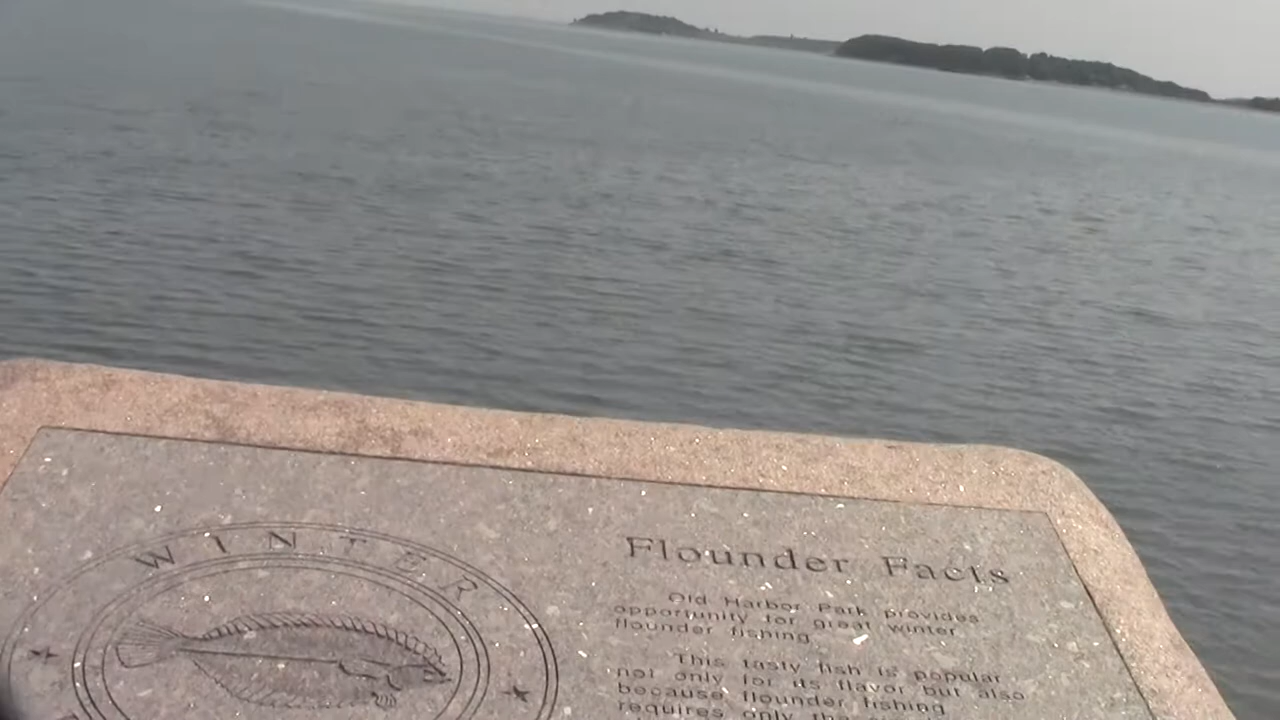 WINTER
Flounder Facts
Old Harbor Park provides
opportunity for great winter
flounder fishing.
This tasty fish is popular
not only for its flavor but also
because flounder fishing
requires only the